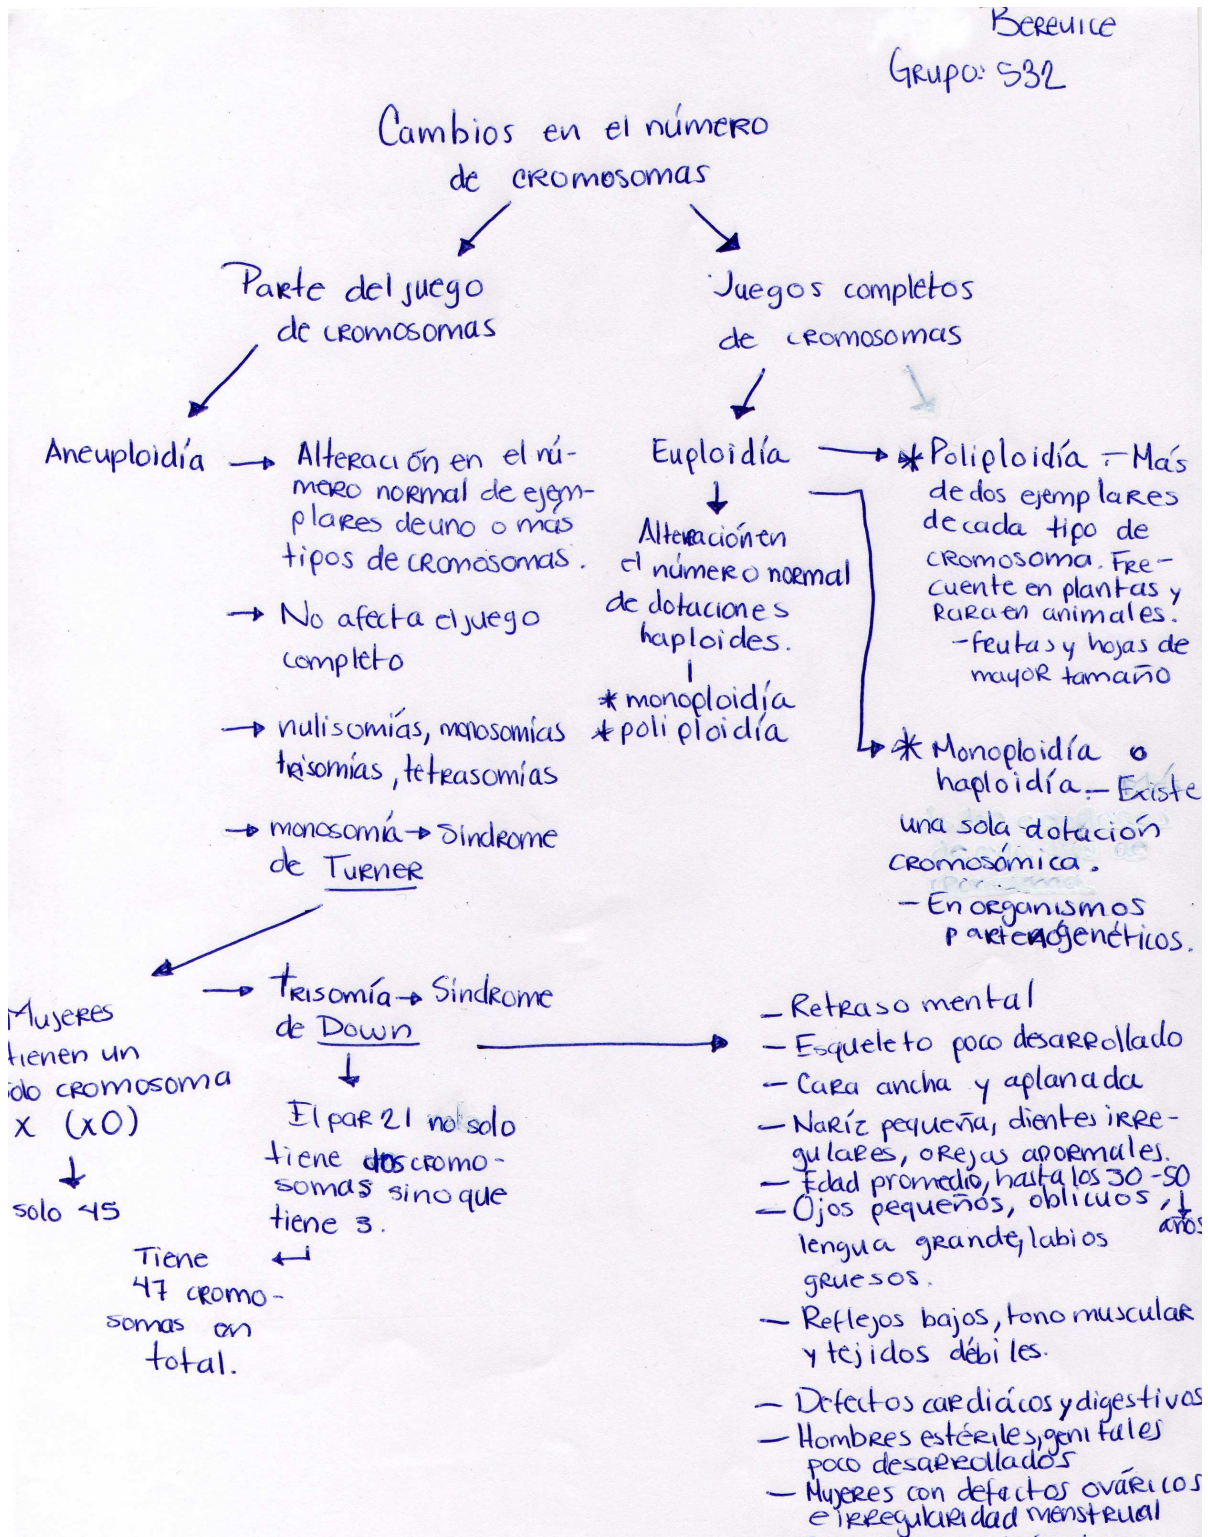 Berenice
Grupo: 532
Cambios en el número
de cromosomas
Parte del juego
de cromosomas
Juegos completos
de cromosomas
Aneuploidía
Alteración en el nú-
mero normal de ejem-
plares de uno o más
tipos de cromosomas.
No afecta el juego
completo
nulisomías, monosomías
trisomías, tetrasomías
monosomía → Síndrome
de Turner
Mujeres
tienen un
solo cromosoma
x (x0)
solo 45
trisomía → Síndrome
de Down
El par 21 no solo
tiene dos cromo-
somas sino que
tiene 3.
Tiene
47 cromo-
somas en
total.
Euploidía
Alteración en
el número normal
de dotaciones
haploides.
* monoploidía
* poliploidía
* Poliploidía - Más
de dos ejemplares
de cada tipo de
cromosoma. Fre-
cuente en plantas y
rara en animales.
- frutas y hojas de
mayor tamaño
* Monoploidía o
haploidía. - Existe
una sola dotación
cromosómica.
- En organismos
partenogenéticos.
- Retraso mental
- Esqueleto poco desarrollado
- Cara ancha y aplanada
- Naríz pequeña, dientes irre-
gulares, orejas anormales.
- Edad promedio, hasta los 30-50
años
- Ojos pequeños, oblicuos,
lengua grande, labios
gruesos.
- Reflejos bajos, tono muscular
y tejidos débiles.
- Defectos cardiácos y digestivos
- Hombres estériles, genitales
poco desarrollados
- Mujeres con defectos ováricos
e irregularidad menstrual